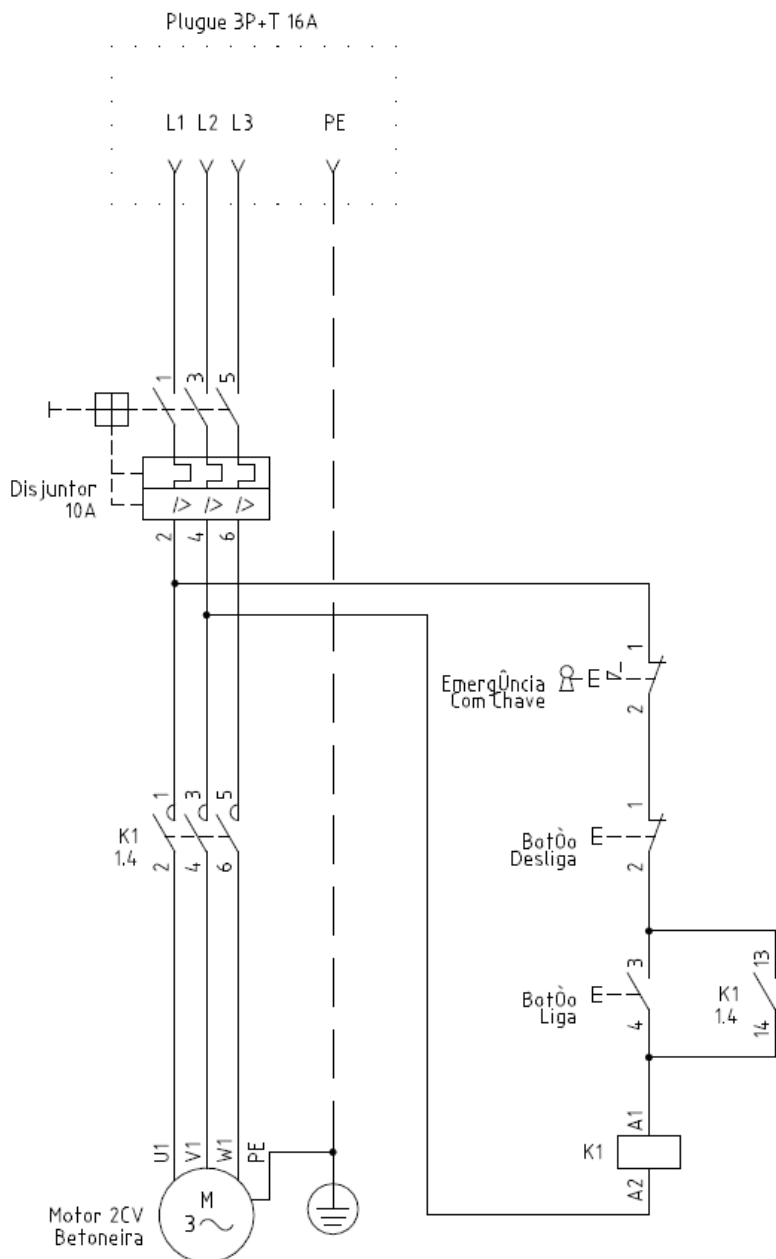 Plugue 3P+T 16A
L1 L2 L3 PE
1 3 5
Disjuntor
10A
/> /> />
2 4 6
1
EmergÛncia
Com Chave
E
2
1 3 5
K1
1.4
2 4 6
1
BotÒo
Desliga
E
2
3
BotÒo
Liga
E
4
13
K1
1.4
14
A1
K1
A2
U1 V1 W1 PE
M
3
Motor 2CV
Betoneira